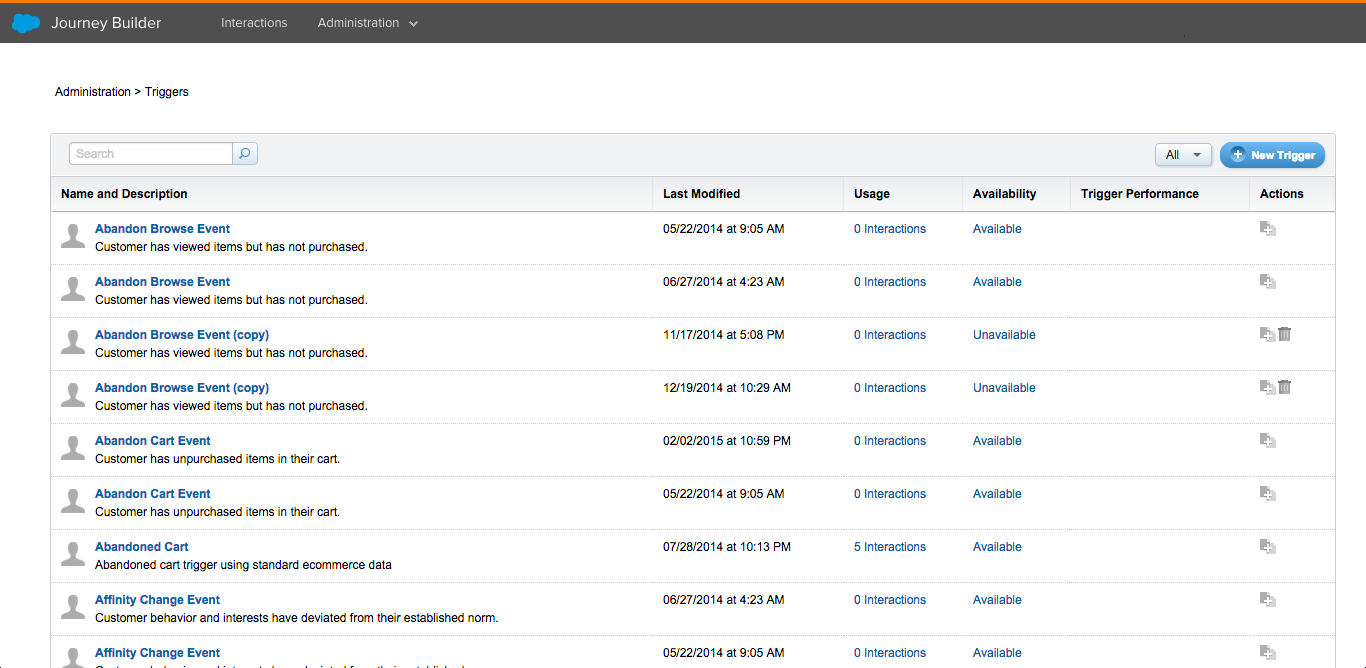 Journey Builder Interactions Administration
Administration > Triggers
Search All New Trigger
Name and Description Last Modified Usage Availability Trigger Performance Actions
Abandon Browse Event 05/22/2014 at 9:05 AM 0 Interactions Available
Customer has viewed items but has not purchased.
Abandon Browse Event 06/27/2014 at 4:23 AM 0 Interactions Available
Customer has viewed items but has not purchased.
Abandon Browse Event (copy) 11/17/2014 at 5:08 PM 0 Interactions Unavailable
Customer has viewed items but has not purchased.
Abandon Browse Event (copy) 12/19/2014 at 10:29 AM 0 Interactions Unavailable
Customer has viewed items but has not purchased.
Abandon Cart Event 02/02/2015 at 10:59 PM 0 Interactions Available
Customer has unpurchased items in their cart.
Abandon Cart Event 05/22/2014 at 9:05 AM 0 Interactions Available
Customer has unpurchased items in their cart.
Abandoned Cart 07/28/2014 at 10:13 PM 5 Interactions Available
Abandoned cart trigger using standard ecommerce data
Affinity Change Event 06/27/2014 at 4:23 AM 0 Interactions Available
Customer behavior and interests have deviated from their established norm.
Affinity Change Event 05/22/2014 at 9:05 AM 0 Interactions Available